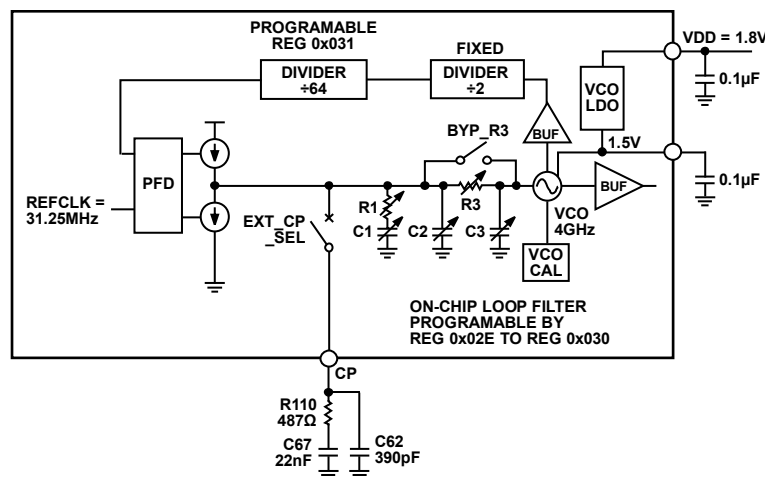 PROGRAMABLE
REG 0x031
FIXED
VDD = 1.8V
DIVIDER
÷64
DIVIDER
÷2
VCO
LDO
0.1µF
BYP_R3
BUF
1.5V
PFD
REFCLK =
31.25MHz
EXT_CP
_SEL
R1
C1
C2
R3
C3
VCO
4GHz
BUF
0.1µF
VCO
CAL
ON-CHIP LOOP FILTER
PROGRAMABLE BY
REG 0x02E TO REG 0x030
CP
R110
487Ω
C67
22nF
C62
390pF